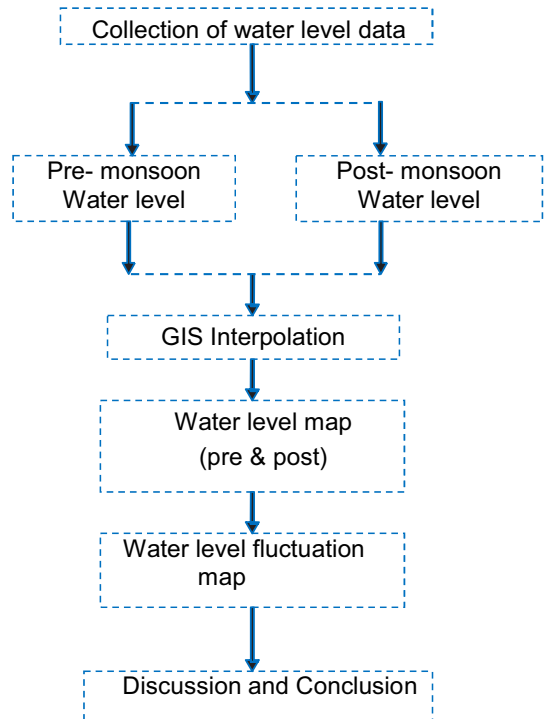 Collection of water level data
Pre- monsoon
Water level
Post- monsoon
Water level
GIS Interpolation
Water level map
(pre & post)
Water level fluctuation
map
Discussion and Conclusion